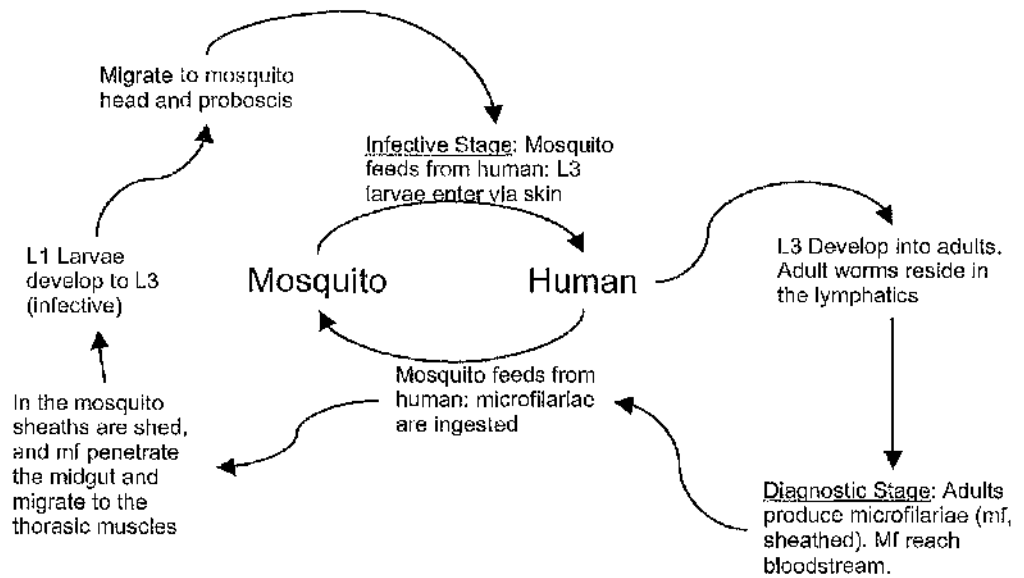 Migrate to mosquito
head and proboscis
Infective Stage: Mosquito
feeds from human: L3
larvae enter via skin
L1 Larvae
develop to L3
(infective)
Mosquito
Human
L3 Develop into adults.
Adult worms reside in
the lymphatics
Mosquito feeds from
human: microfilariae
are ingested
In the mosquito
sheaths are shed,
and mf penetrate
the midgut and
migrate to the
thorasic muscles
Diagnostic Stage: Adults
produce microfilariae (mf,
sheathed). Mf reach
bloodstream.